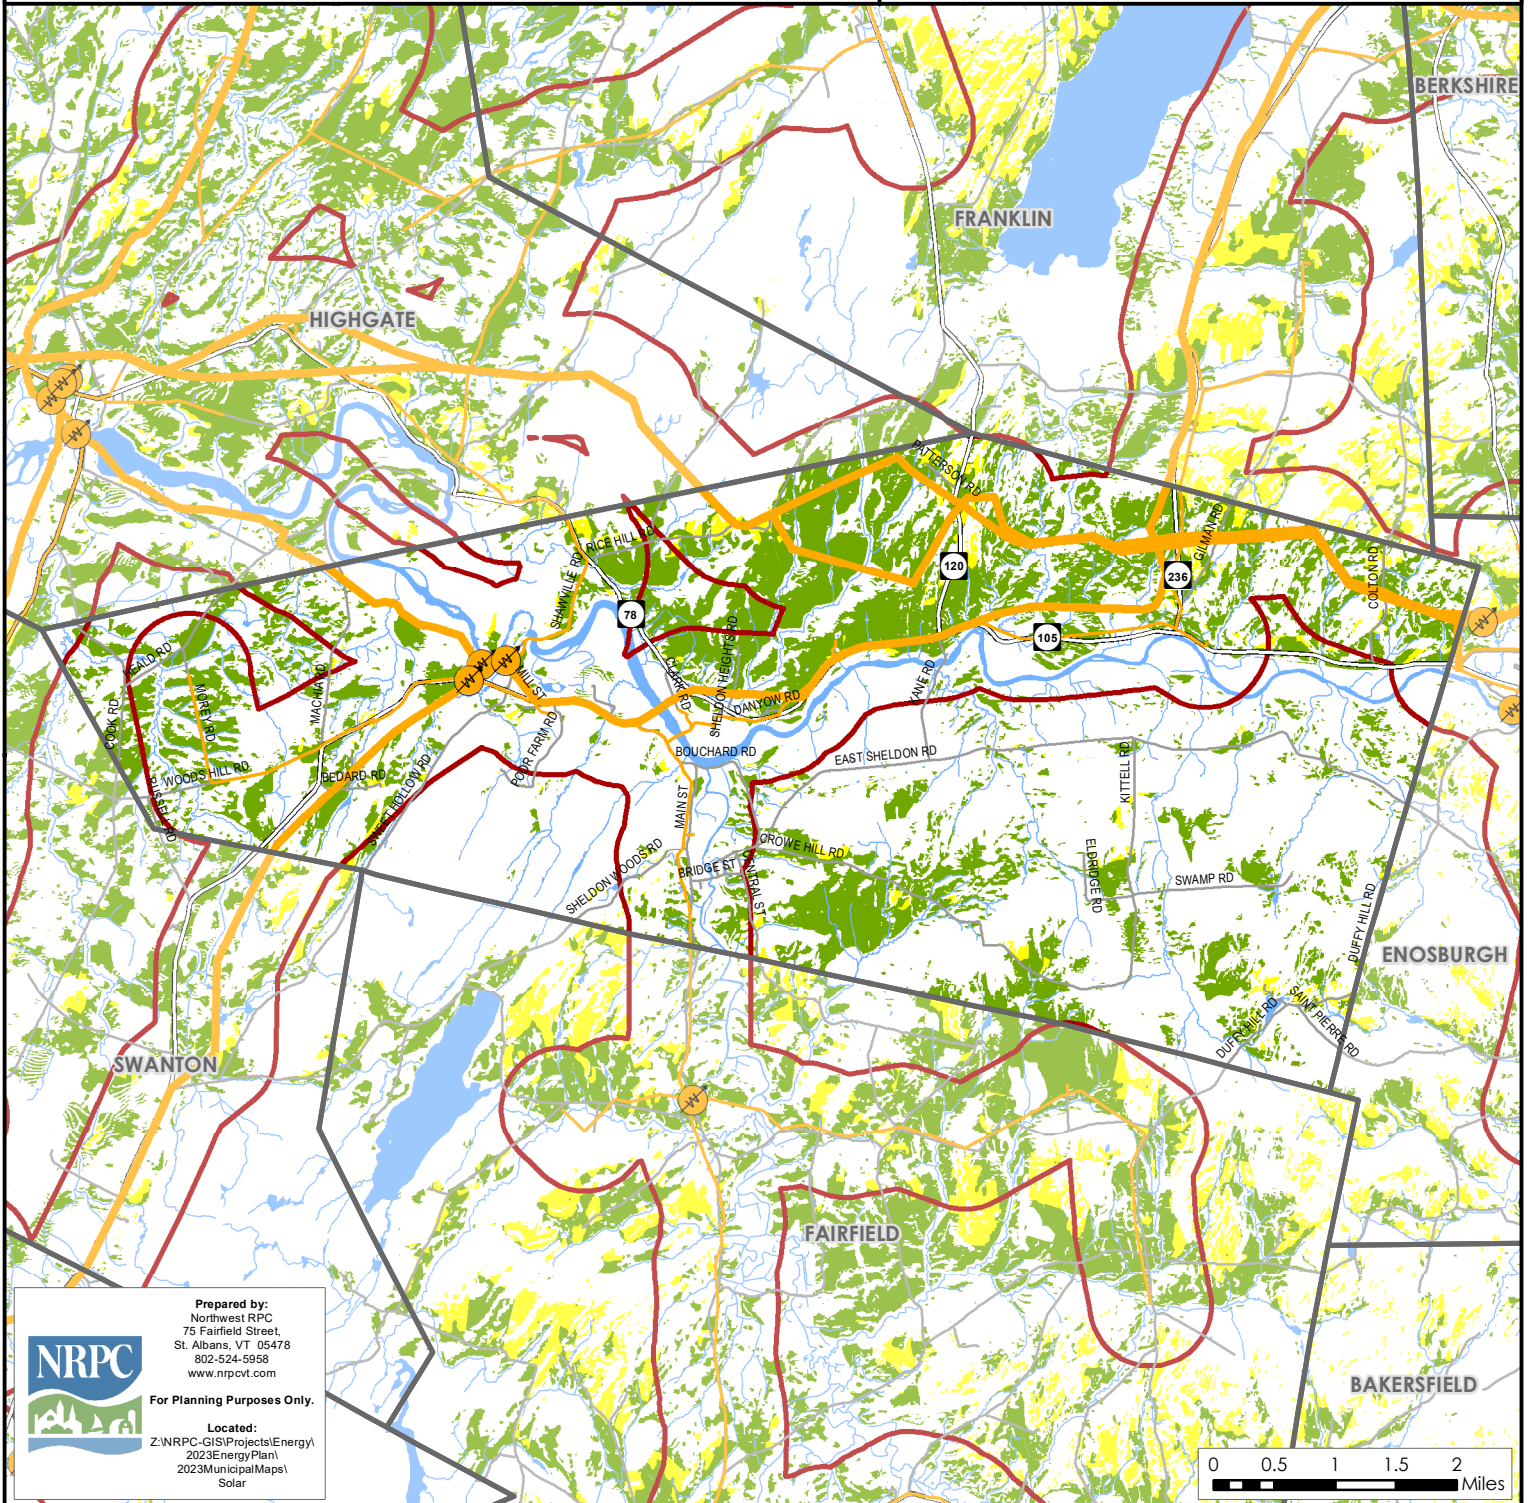 BERKSHIRE
FRANKLIN
HIGHGATE
PATTERSON RD
GILMAN RD
RICE HILL RD
SHAWVILLE RD
120
236
COLTON RD
78
105
HEALD RD
MOREY RD
MACHIA RD
COOK RD
MILL ST
CLARK RD
SHELDON HEIGHTS RD
KANE RD
DANYOW RD
POOR FARM RD
BOUCHARD RD
EAST SHELDON RD
WOODS HILL RD
BEDARD RD
RUSSELL RD
SWEET HOLLOW RD
MAIN ST
KITTELL RD
CROWE HILL RD
SHELDON WOODS RD
BRIDGE ST
CENTRAL ST
ELDRIDGE RD
SWAMP RD
DUFFY HILL RD
ENOSBURGH
SAINT PIERRE RD
DUFFY HILL RD
SWANTON
FAIRFIELD
BAKERSFIELD
W
W
W
W
W
W
W
W
W
NRPC
Prepared by:
Northwest RPC
75 Fairfield Street,
St. Albans, VT 05478
802-524-5958
www.nrpcvt.com
For Planning Purposes Only.
Located:
Z:\NRPC-GIS\Projects\Energy\
2023EnergyPlan\
2023MunicipalMaps\
Solar
0 0.5 1 1.5 2
Miles